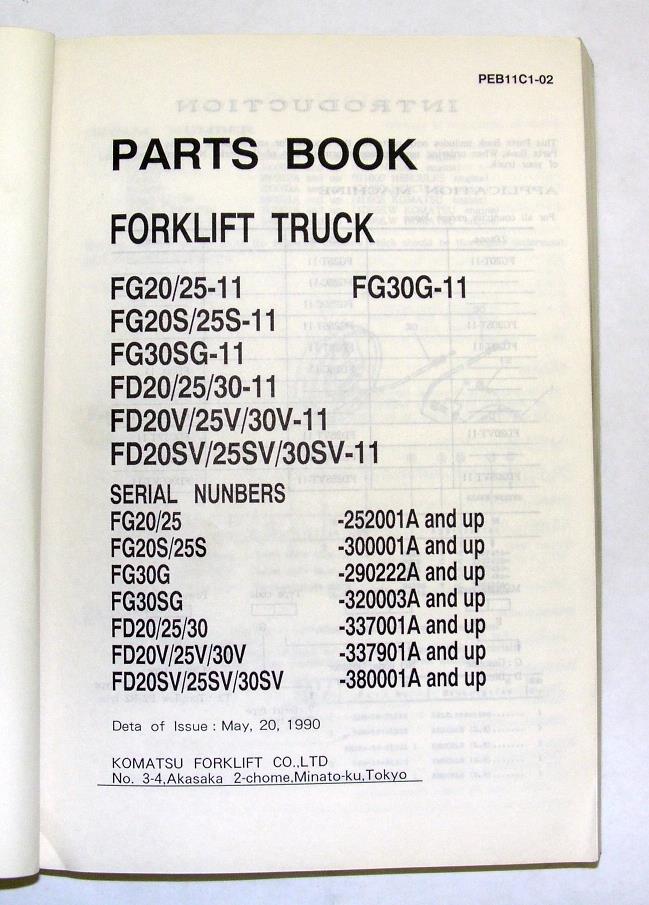 PEB11C1-02
PARTS BOOK
FORKLIFT TRUCK
FG20/25-11 FG30G-11
FG20S/25S-11
FG30SG-11
FD20/25/30-11
FD20V/25V/30V-11
FD20SV/25SV/30SV-11
SERIAL NUNBERS
FG20/25 -252001A and up
FG20S/25S -300001A and up
FG30G -290222A and up
FG30SG -320003A and up
FD20/25/30 -337001A and up
FD20V/25V/30V -337901A and up
FD20SV/25SV/30SV -380001A and up
Deta of Issue : May, 20, 1990
KOMATSU FORKLIFT CO.,LTD
No. 3-4,Akasaka 2-chome,Minato-ku,Tokyo